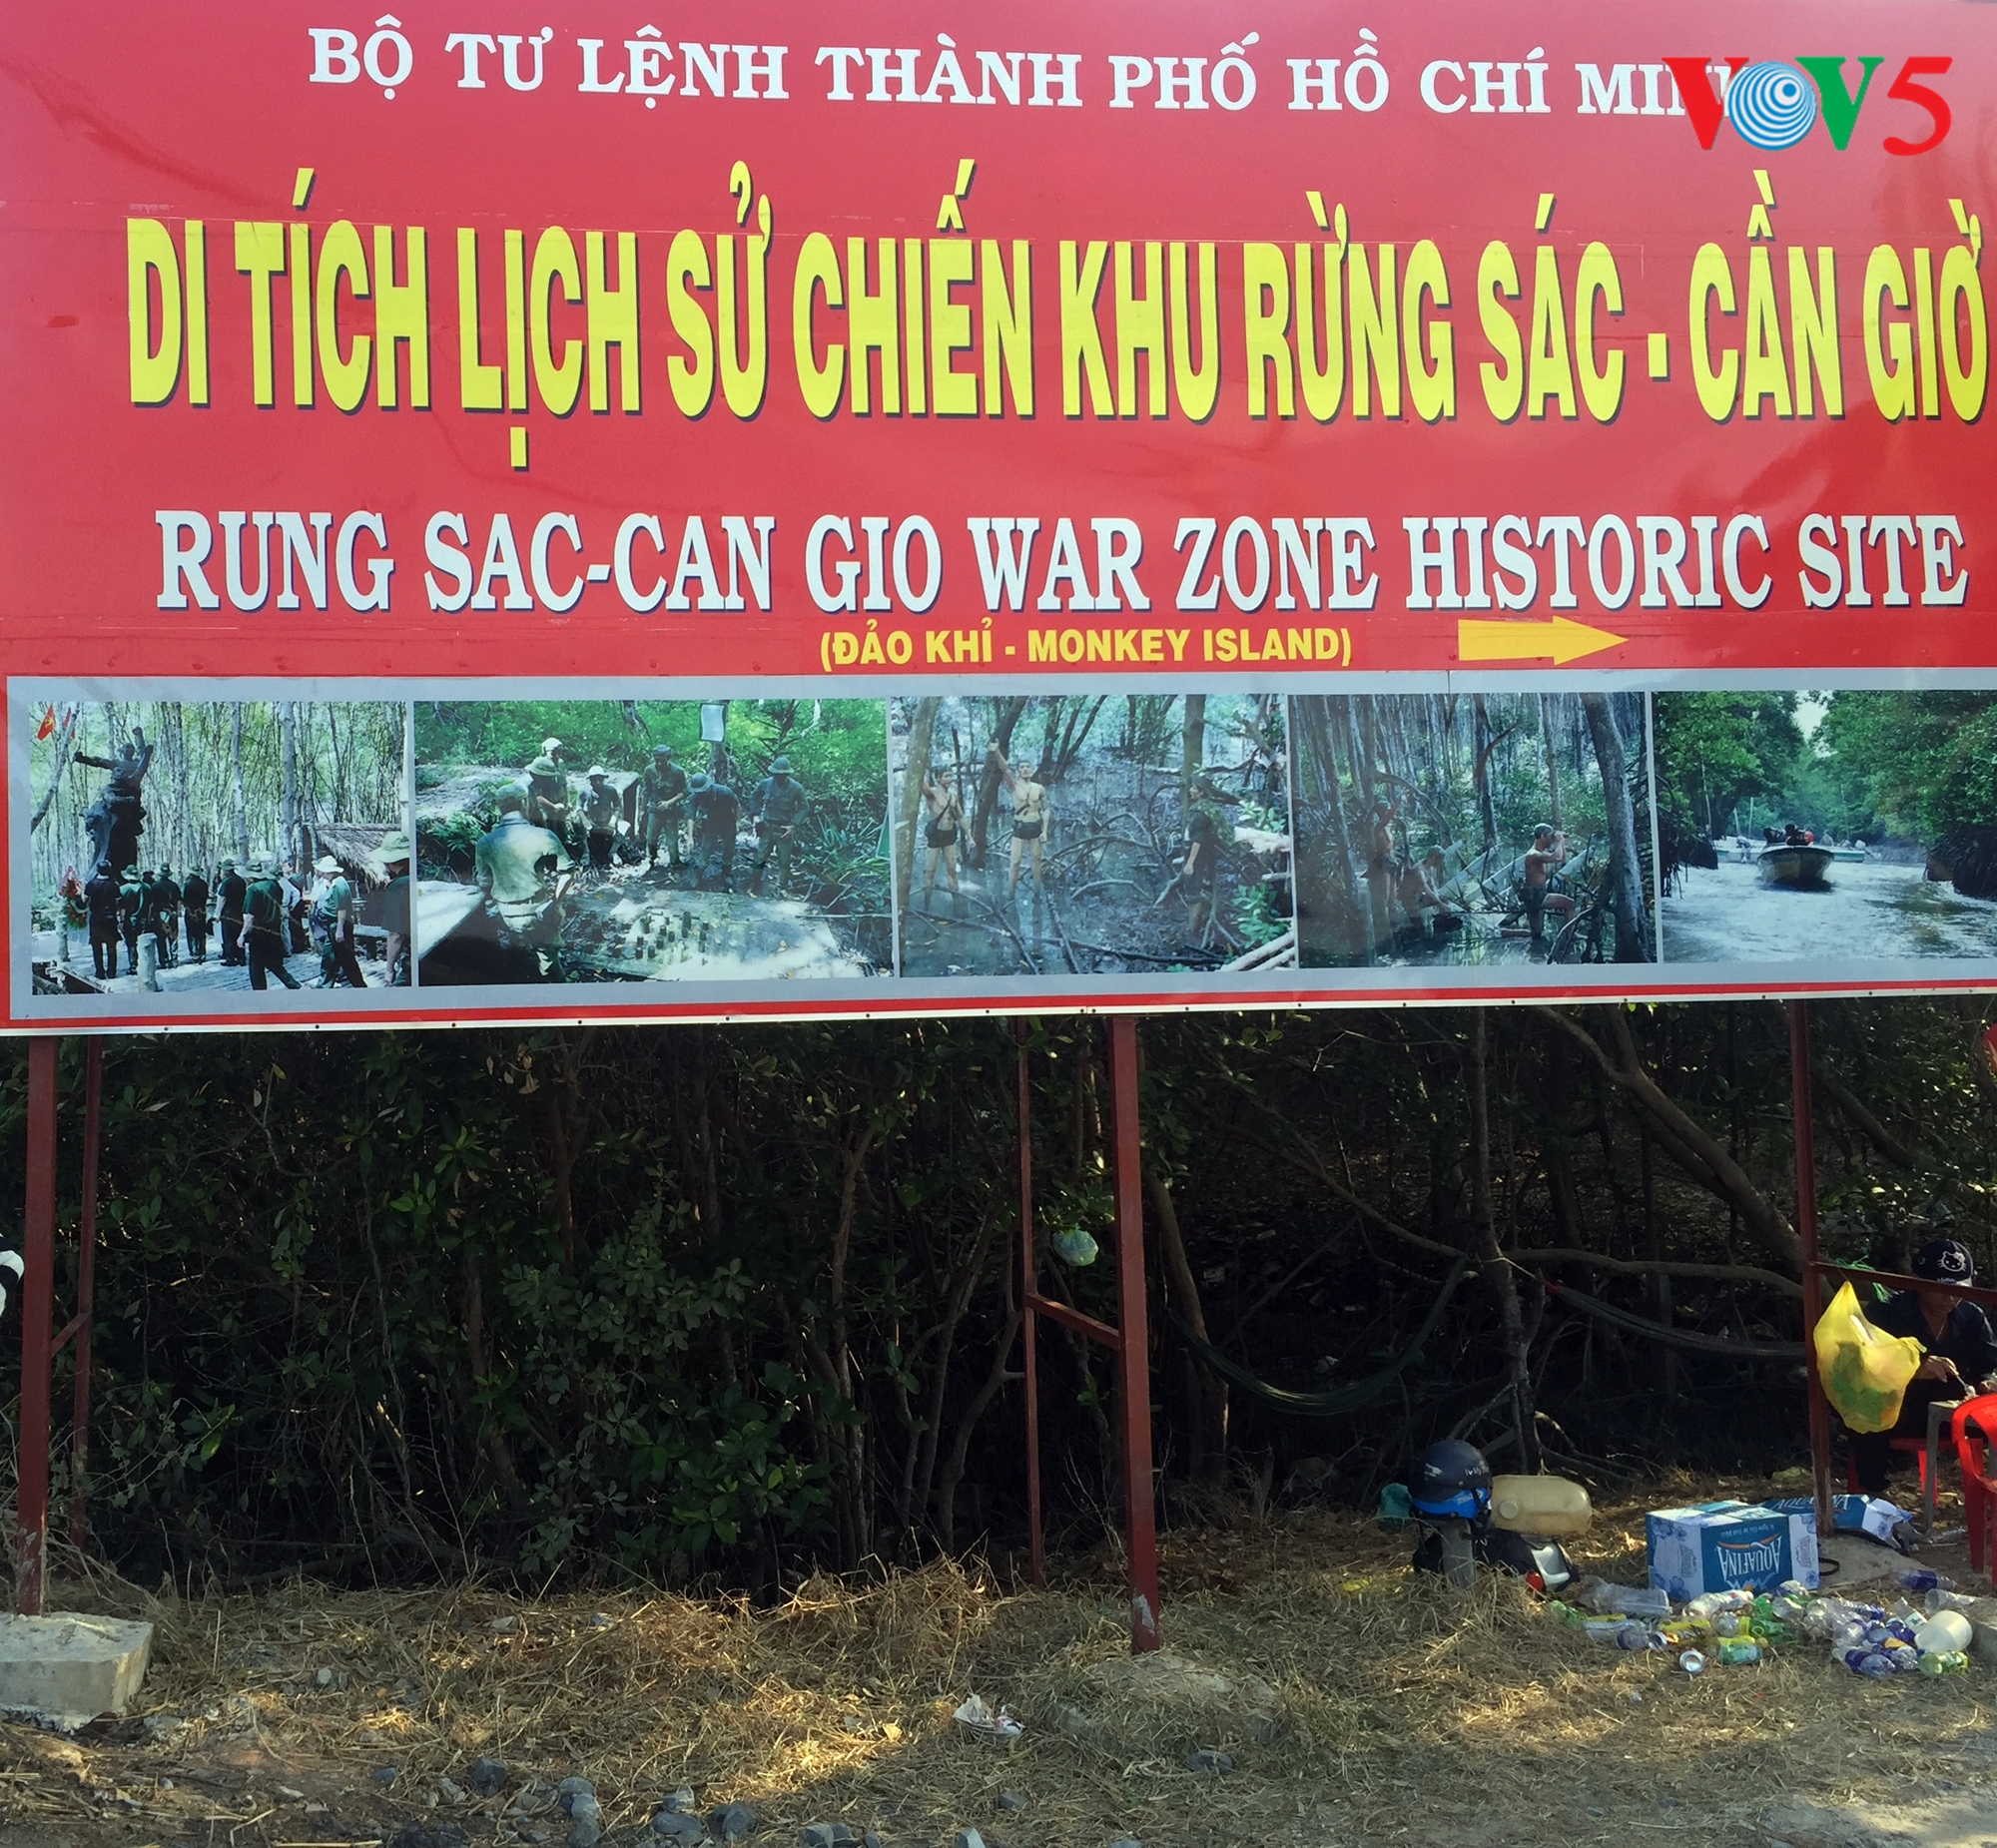 BỘ TƯ LỆNH THÀNH PHỐ HỒ CHÍ MINH
VOV5
DI TÍCH LỊCH SỬ CHIẾN KHU RỪNG SÁC - CẦN GIỜ
RUNG SAC-CAN GIO WAR ZONE HISTORIC SITE
(ĐẢO KHỈ - MONKEY ISLAND)
AQUAFINA
AQUAFINA